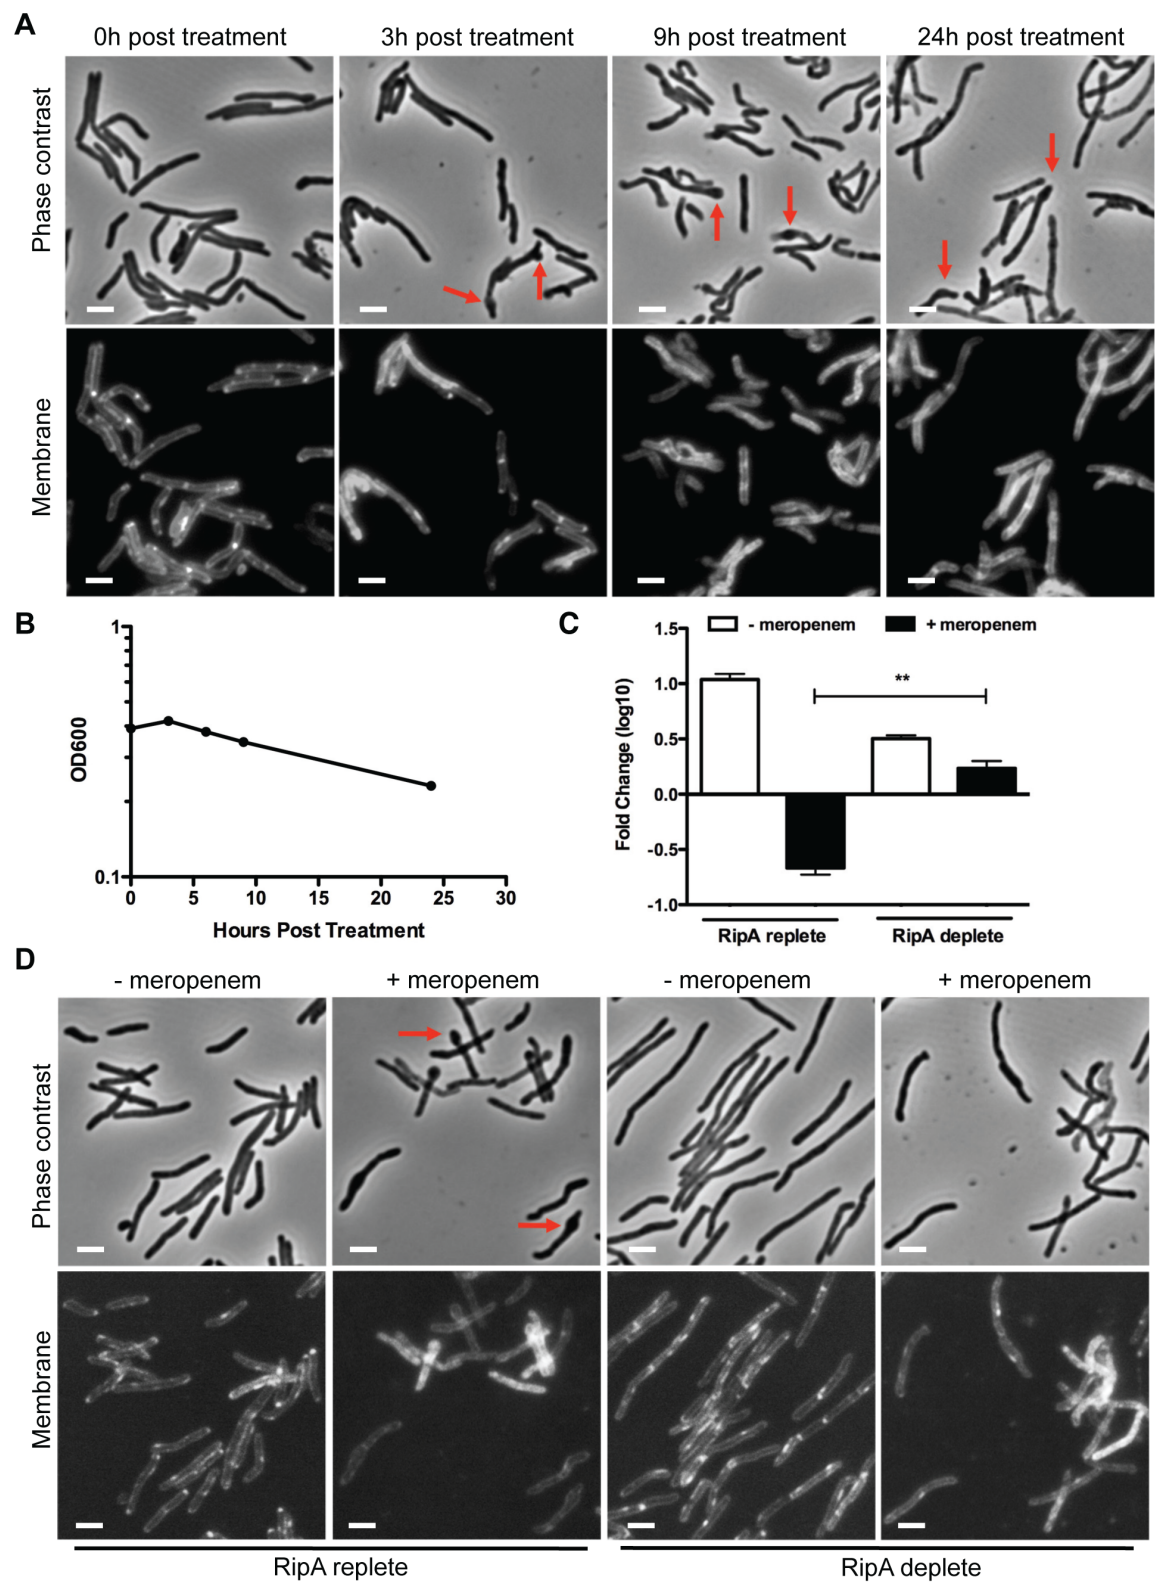 A
0h post treatment 3h post treatment 9h post treatment 24h post treatment
Phase contrast
Membrane
B
1
0.1
OD600
0 5 10 15 20 25 30
Hours Post Treatment
C
- meropenem + meropenem
**
1.5
1.0
0.5
0.0
-0.5
-1.0
Fold Change (log10)
RipA replete RipA deplete
D
- meropenem + meropenem - meropenem + meropenem
Phase contrast
Membrane
RipA replete RipA deplete